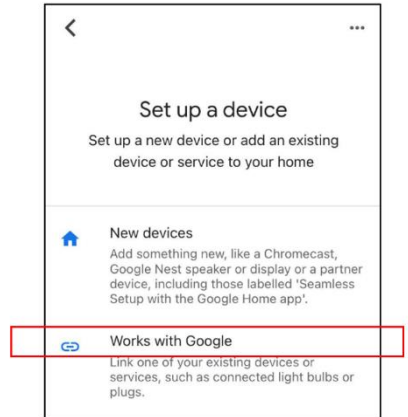 Set up a device
Set up a new device or add an existing
device or service to your home
New devices
Add something new, like a Chromecast,
Google Nest speaker or display or a partner
device, including those labelled 'Seamless
Setup with the Google Home app'.
Works with Google
Link one of your existing devices or
services, such as connected light bulbs or
plugs.